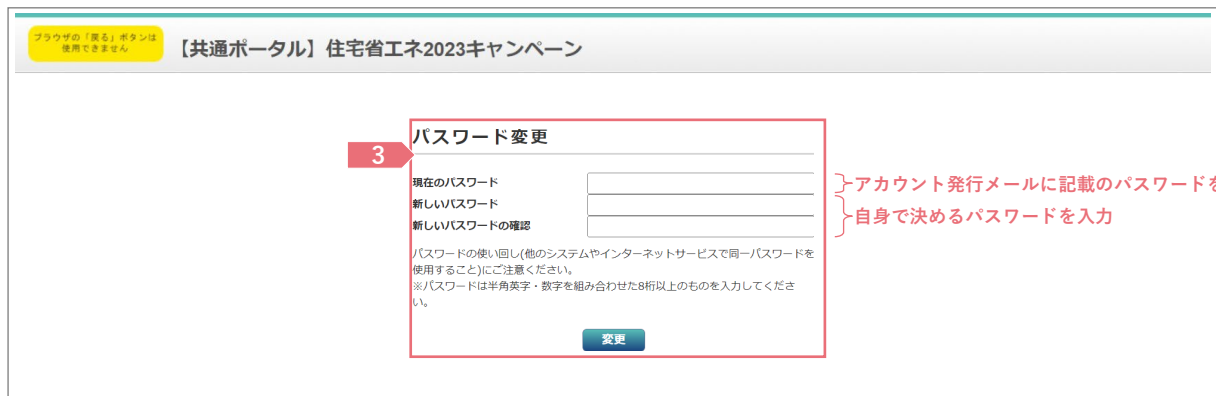 ブラウザの「戻る」ボタンは
使用できません
【共通ポータル】住宅省エネ2023キャンペーン
パスワード変更
3
現在のパスワード
アカウント発行メールに記載のパスワードを
新しいパスワード
新しいパスワードの確認
自身で決めるパスワードを入力
パスワードの使い回し(他のシステムやインターネットサービスで同一パスワードを
使用すること)にご注意ください。
※パスワードは半角英字・数字を組み合わせた8桁以上のものを入力してくださ
い。
変更